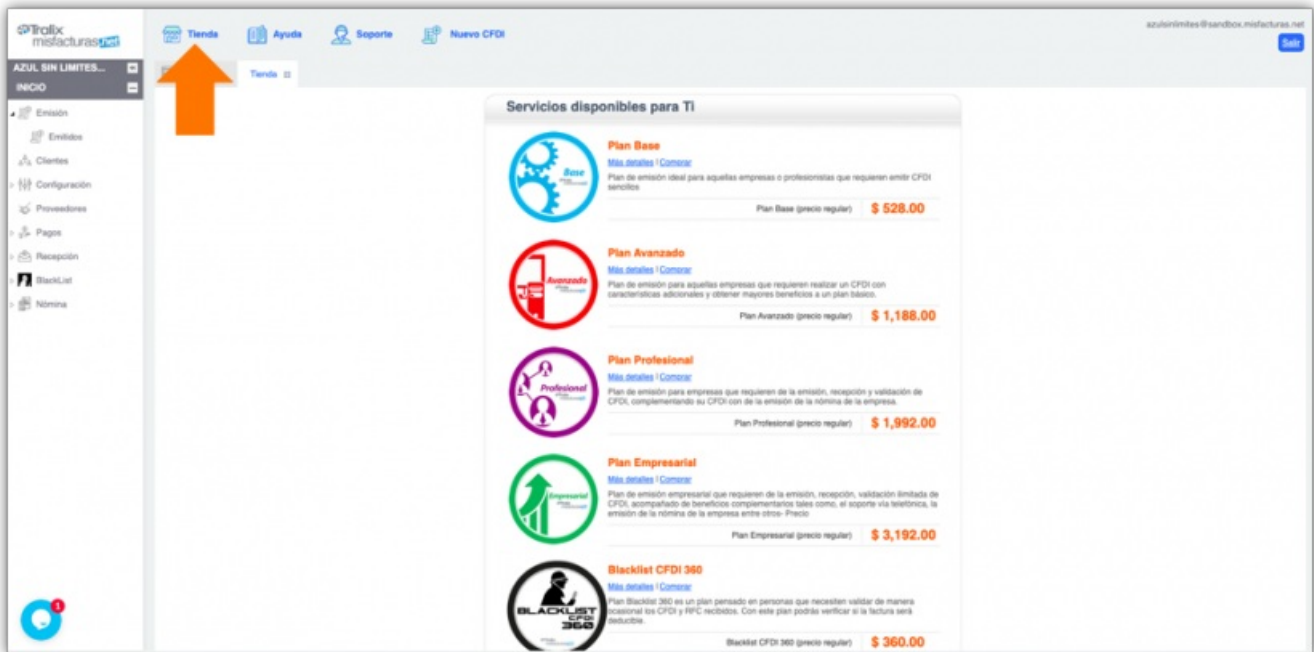 Tralix
misfacturas.net
Tienda
Ayuda
Soporte
Nuevo CFDI
azulsinlimites@sandbox.misfacturas.net
Salir
AZUL SIN LIMITES...
INICIO
Tienda
Emisión
Emitidos
Clientes
Configuración
Proveedores
Pagos
Recepción
BlackList
Nómina
1
Servicios disponibles para Ti
Base
Plan Base
Más detalles | Comprar
Plan de emisión ideal para aquellas empresas o profesionistas que requieren emitir CFDI
sencillos
Plan Base (precio regular) $ 528.00
Avanzado
Plan Avanzado
Más detalles | Comprar
Plan de emisión para aquellas empresas que requieren realizar un CFDI con
características adicionales y obtener mayores beneficios a un plan básico.
Plan Avanzado (precio regular) $ 1,188.00
Profesional
Plan Profesional
Más detalles | Comprar
Plan de emisión para empresas que requieren de la emisión, recepción y validación de
CFDI, complementando su CFDI con de la emisión de la nómina de la empresa.
Plan Profesional (precio regular) $ 1,992.00
Empresarial
Plan Empresarial
Más detalles | Comprar
Plan de emisión empresarial que requieren de la emisión, recepción, validación ilimitada de
CFDI, acompañado de beneficios complementarios tales como, el soporte vía telefónica, la
emisión de la nómina de la empresa entre otros- Precio
Plan Empresarial (precio regular) $ 3,192.00
BLACKLIST
CFDI
360
Blacklist CFDI 360
Más detalles | Comprar
Plan Blacklist 360 es un plan pensado en personas que necesiten validar de manera
ocasional los CFDI y RFC recibidos. Con este plan podrás verificar si la factura será
deducible.
Blacklist CFDI 360 (precio regular) $ 360.00